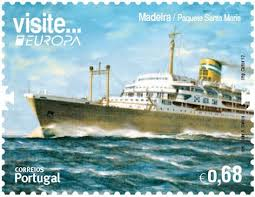 visite...
EUROPA
Madeira / Paquete Santa Maria
CORREIOS
Portugal
€0,68